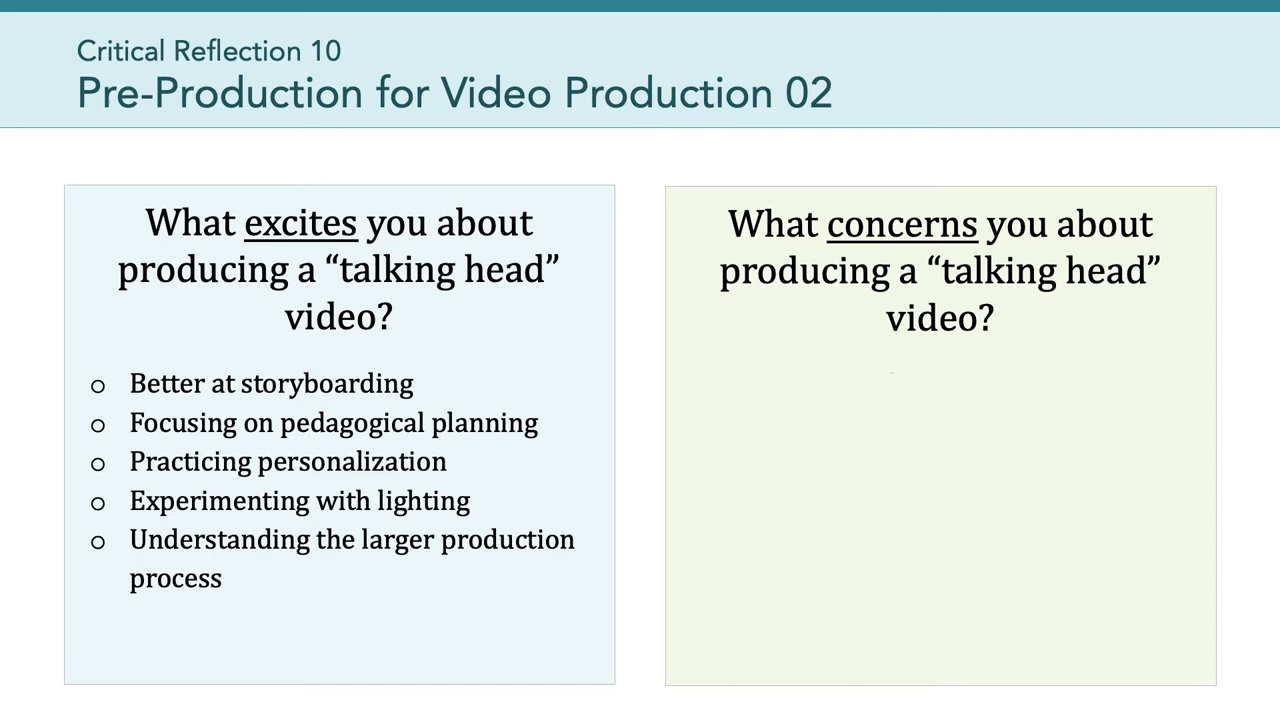 Critical Reflection 10
Pre-Production for Video Production 02
What excites you about
producing a “talking head”
video?
o Better at storyboarding
o Focusing on pedagogical planning
o Practicing personalization
o Experimenting with lighting
o Understanding the larger production
process
What concerns you about
producing a “talking head”
video?